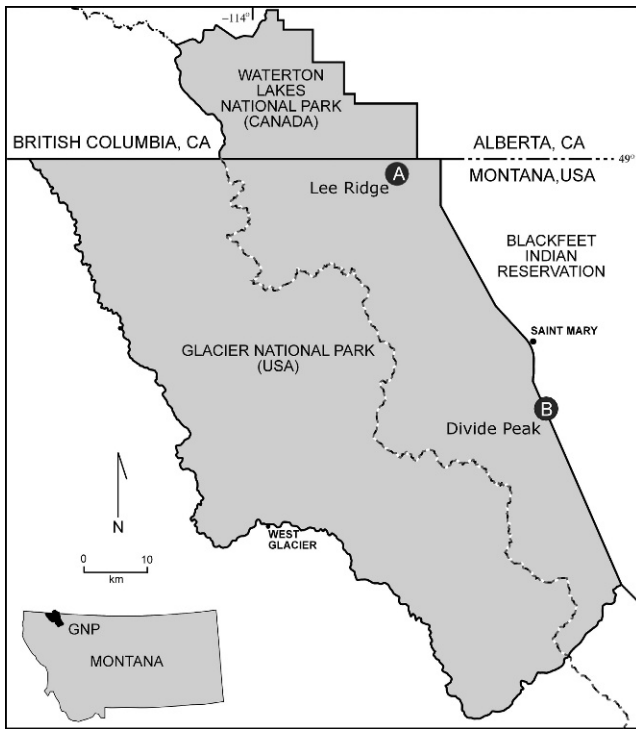 –114°
WATERTON
LAKES
NATIONAL PARK
(CANADA)
BRITISH COLUMBIA, CA
ALBERTA, CA
49°
MONTANA,USA
A
Lee Ridge
BLACKFEET
INDIAN
RESERVATION
SAINT MARY
GLACIER NATIONAL PARK
(USA)
B
Divide Peak
N
WEST
GLACIER
0 10
km
GNP
MONTANA